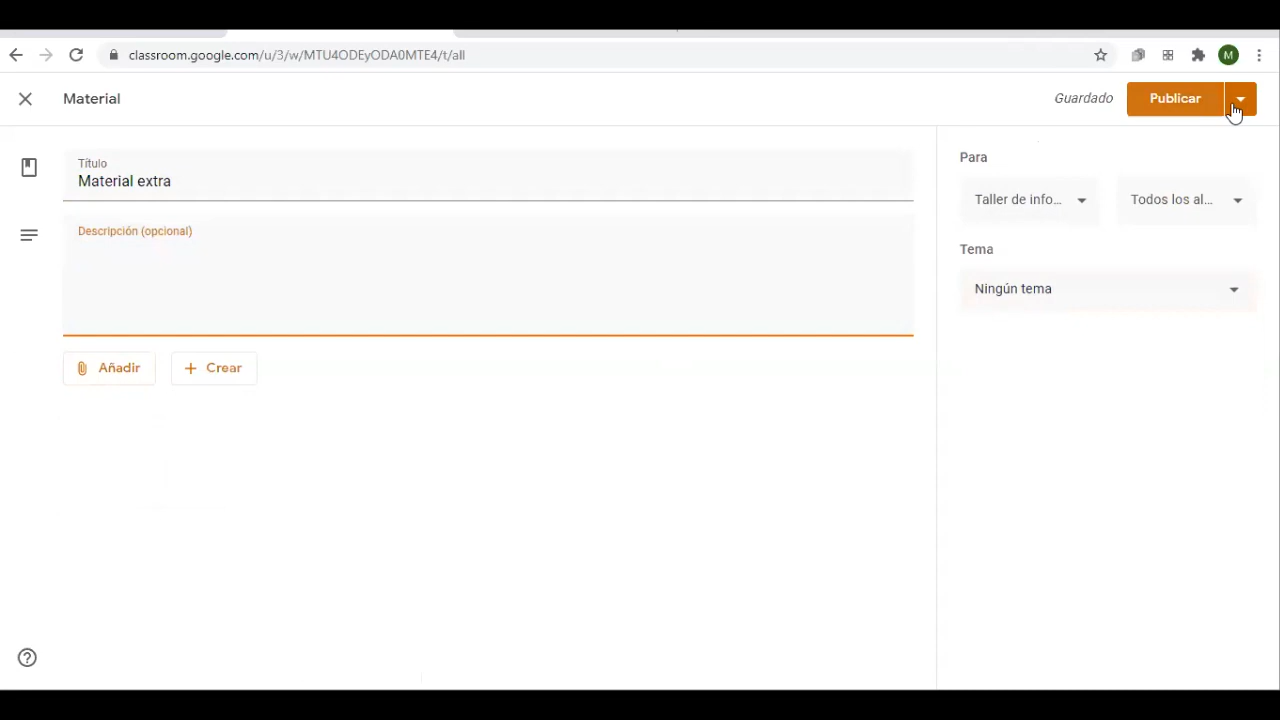 classroom.google.com/u/3/w/MTU4ODEyODA0MTE4/t/all
M
Material
Guardado
Publicar
Título
Material extra
Descripción (opcional)
Añadir
Crear
Para
Taller de info...
Todos los al...
Tema
Ningún tema